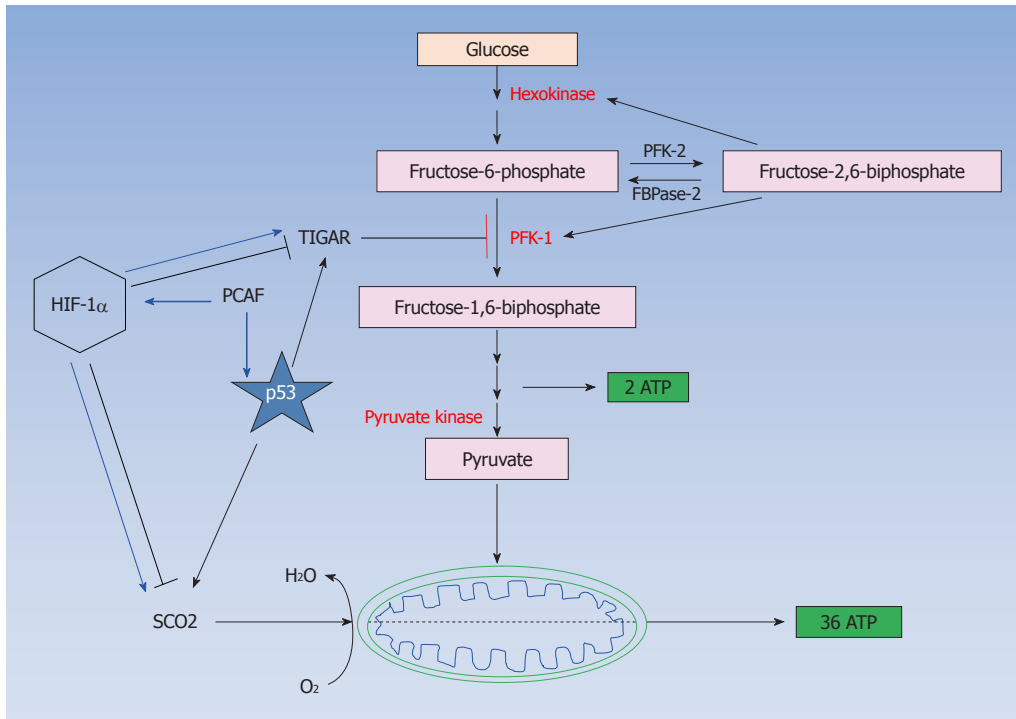 Glucose
Hexokinase
PFK-2
Fructose-6-phosphate
Fructose-2,6-biphosphate
FBPase-2
TIGAR
PFK-1
HIF-1α
PCAF
Fructose-1,6-biphosphate
p53
2 ATP
Pyruvate kinase
Pyruvate
H₂O
SCO2
36 ATP
O₂